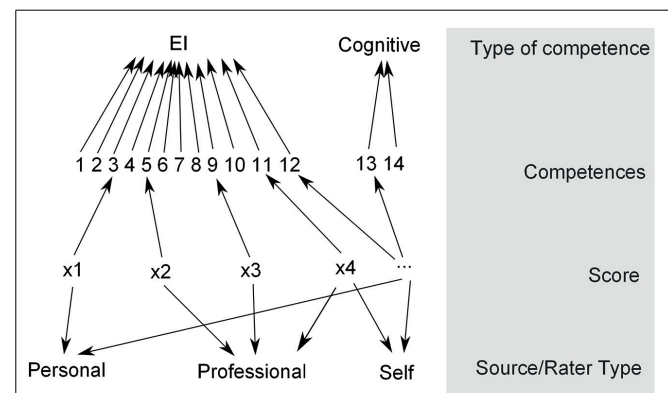 EI Cognitive Type of competence
1 2 3 4 5 6 7 8 9 10 11 12 13 14 Competences
x1 x2 x3 x4 ... Score
Personal Professional Self Source/Rater Type